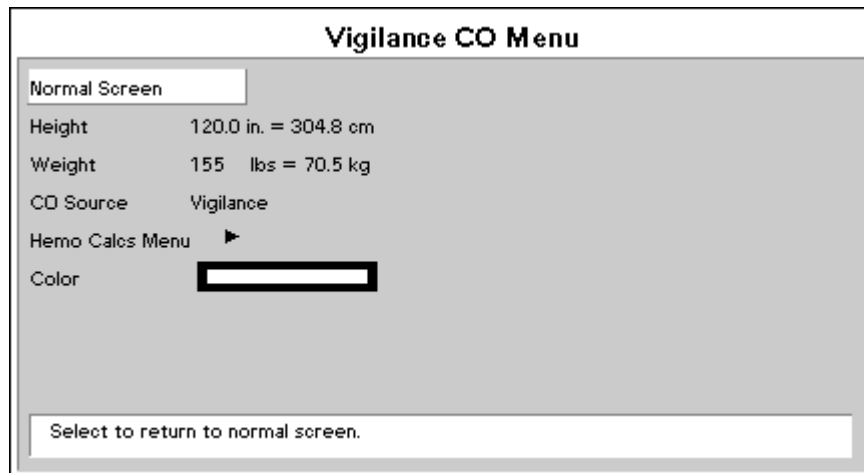 Vigilance CO Menu
Normal Screen
Height 120.0 in. = 304.8 cm
Weight 155 lbs = 70.5 kg
CO Source Vigilance
Hemo Calcs Menu
Color
Select to return to normal screen.